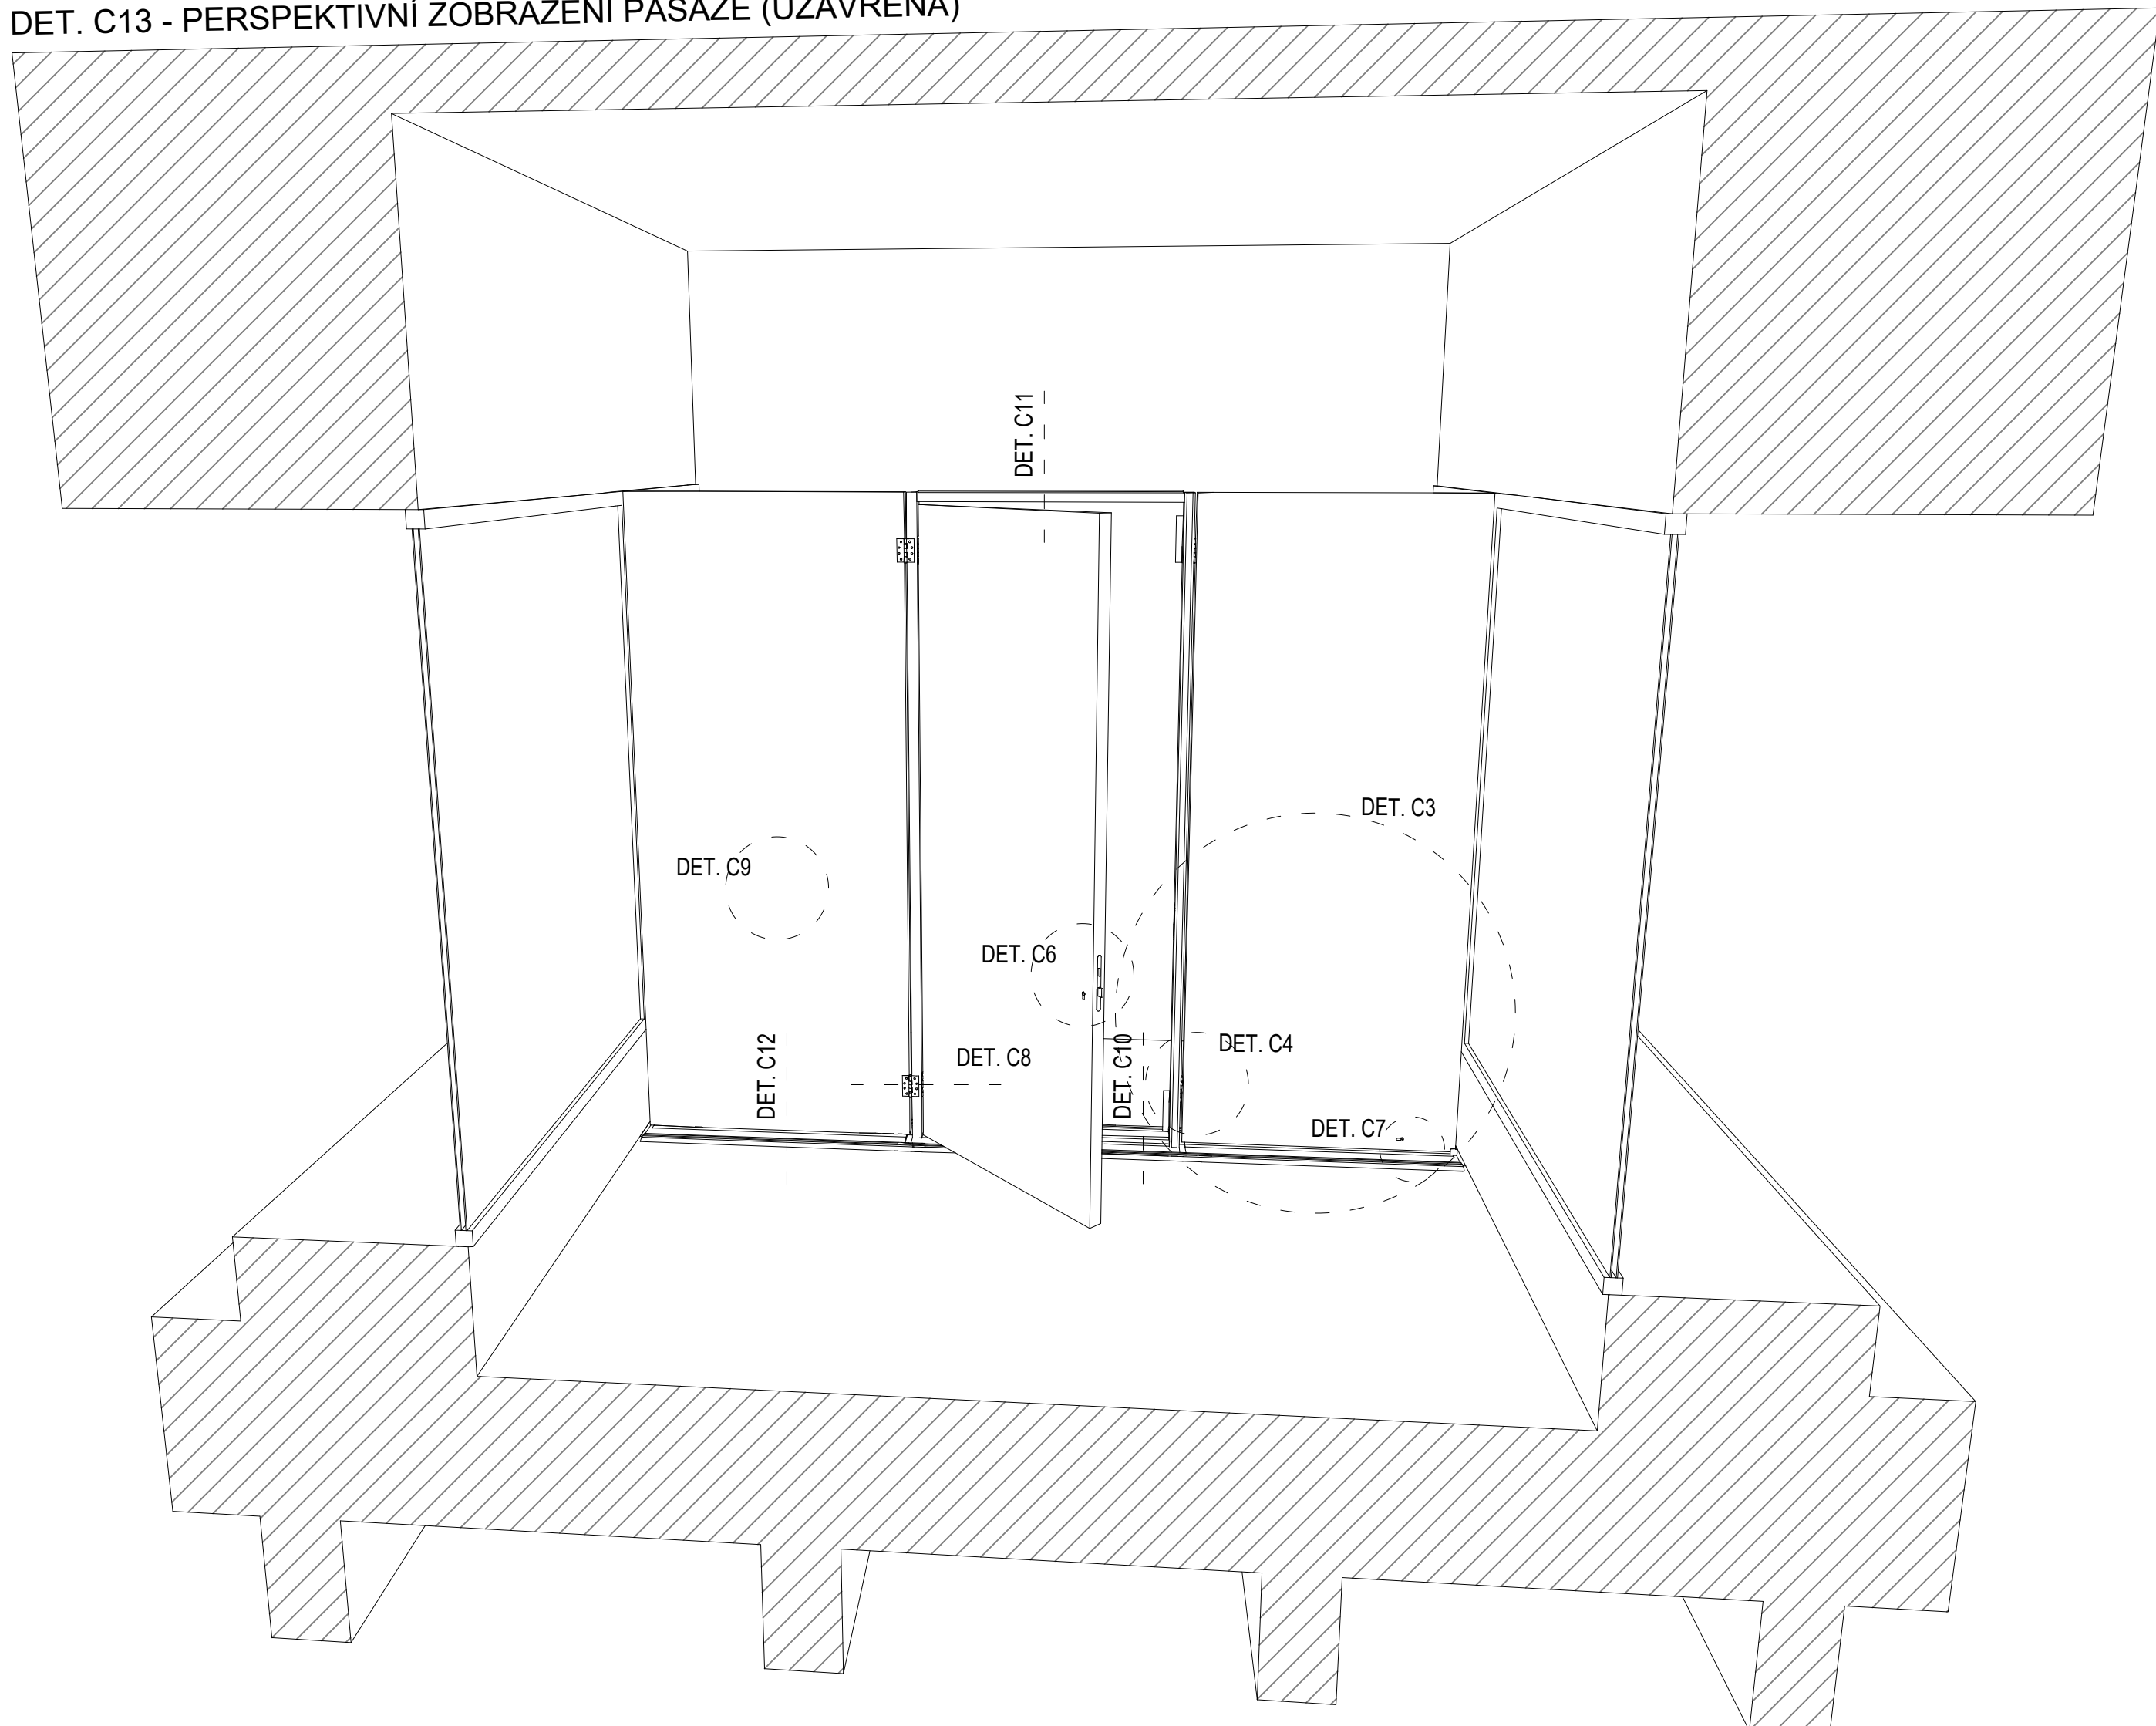 DET. C13 - PERSPEKTIVNÍ ZOBRAZENÍ PASÁŽE (UZAVŘENÁ)
DET. C11
DET. C3
DET. C9
DET. C6
DET. C12
DET. C8
DET. C10
DET. C4
DET. C7